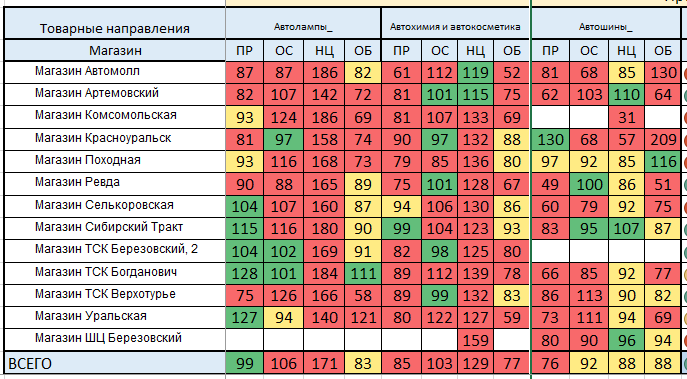 Товарные направления Автолампы_ Автохимия и автокосметика Автошины_
Магазин ПР ОС НЦ ОБ ПР ОС НЦ ОБ ПР ОС НЦ ОБ
Магазин Автомолл 87 87 186 82 61 112 119 52 81 68 85 130
Магазин Артемовский 82 107 142 72 81 101 115 75 62 103 110 64
Магазин Комсомольская 93 124 186 69 81 107 133 69 31
Магазин Красноуральск 81 97 158 74 90 97 132 88 130 68 57 209
Магазин Походная 93 116 168 73 79 85 136 80 97 92 85 116
Магазин Ревда 90 88 165 89 75 101 128 67 49 100 86 51
Магазин Селькоровская 104 107 160 87 94 106 130 86 60 79 92 75
Магазин Сибирский Тракт 115 116 180 90 99 104 123 93 83 95 107 87
Магазин ТСК Березовский, 2 104 102 169 91 82 98 125 80
Магазин ТСК Богданович 128 101 184 111 89 112 139 78 66 85 92 77
Магазин ТСК Верхотурье 75 126 166 58 89 99 132 83 86 113 90 82
Магазин Уральская 127 94 140 121 80 122 127 59 73 111 94 69
Магазин ШЦ Березовский 159 80 90 96 94
ВСЕГО 99 106 171 83 85 103 129 77 76 92 88 88